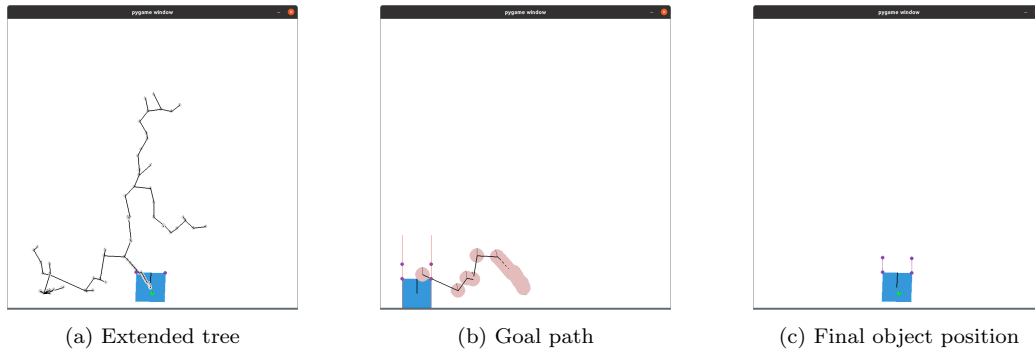 pygame window
pygame window
pygame window
(a) Extended tree
(b) Goal path
(c) Final object position